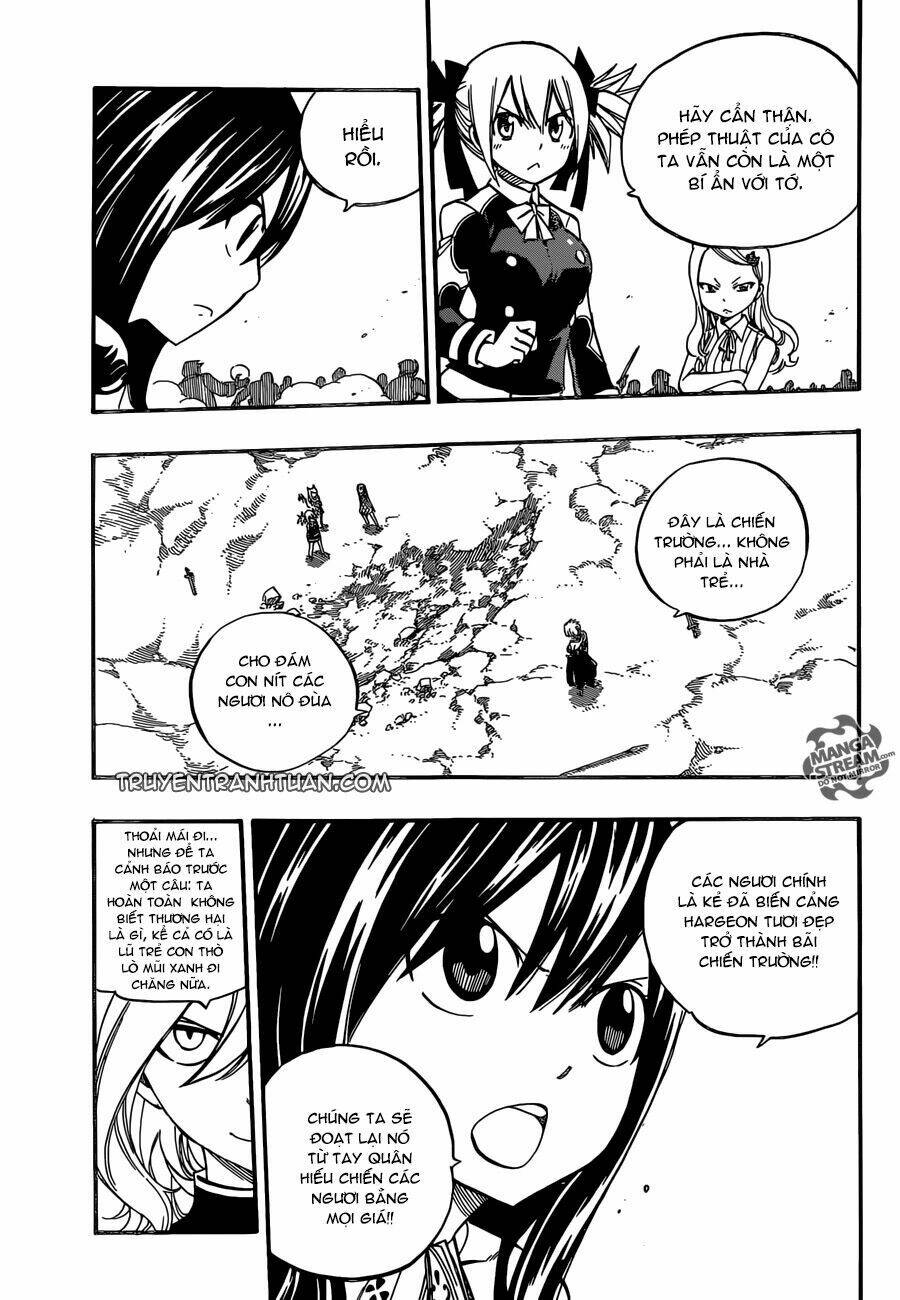 HÃY CẨN THÂN.
PHÉP THUẬT CỦA CÔ
TA VẪN CÒN LÀ MỘT
BÍ ẨN VỚI TỚ.
HIỂU
RỒI.
ĐÂY LÀ CHIẾN
TRƯỜNG... KHÔNG
PHẢI LÀ NHÀ
TRẺ...
CHO ĐÁM
CON NÍT CÁC
NGƯƠI NÔ ĐÙA
...
MANGA
STREAM.com
DO NOT MIRROR
TRUYENTRANHTUAN.COM
CÁC NGƯƠI CHÍNH
LÀ KẺ ĐÃ BIẾN CẢNG
HARGEON TƯƠI ĐẸP
TRỞ THÀNH BÃI
CHIẾN TRƯỜNG!!
CHÚNG TA SẼ
ĐOẠT LẠI NÓ
TỪ TAY QUÂN
HIẾU CHIẾN CÁC
NGƯƠI BẰNG
MỌI GIÁ!!
THOẢI MÁI ĐI...
NHƯNG ĐỂ TA
CẢNH BÁO TRƯỚC
MỘT CÂU: TA
HOÀN TOÀN KHÔNG
BIẾT THƯƠNG HẠI
LÀ GÌ, KỂ CẢ CÓ LÀ
LŨ TRẺ CON THÒ
LÒ MŨI XANH ĐI
CHĂNG NỮA.